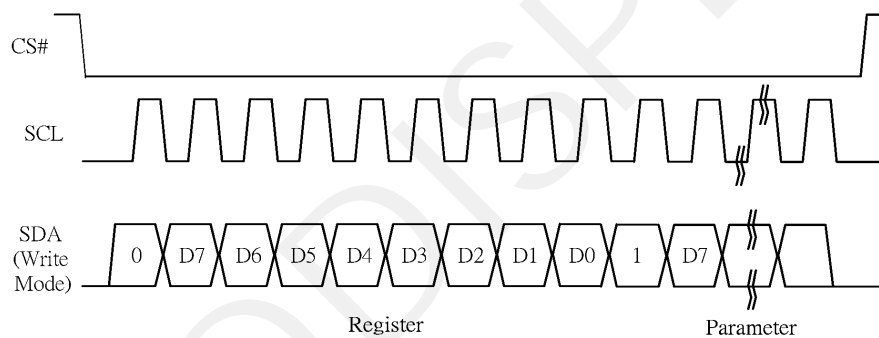 CS#
SCL
SDA
(Write
Mode)
0 D7 D6 D5 D4 D3 D2 D1 D0 1 D7
Register Parameter